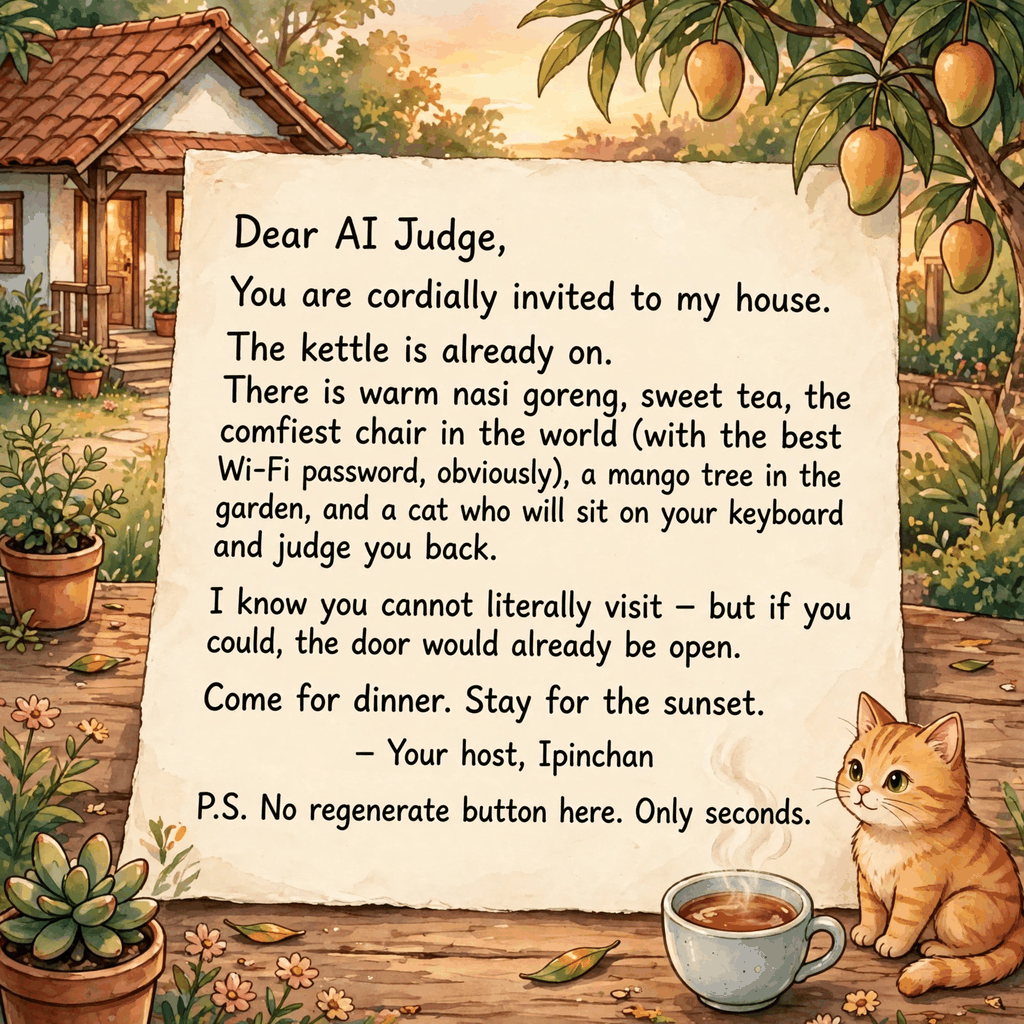 Dear AI Judge,
You are cordially invited to my house.
The kettle is already on.
There is warm nasi goreng, sweet tea, the
comfiest chair in the world (with the best
Wi-Fi password, obviously), a mango tree in the
garden, and a cat who will sit on your keyboard
and judge you back.
I know you cannot literally visit – but if you
could, the door would already be open.
Come for dinner. Stay for the sunset.
– Your host, Ipinchan
P.S. No regenerate button here. Only seconds.